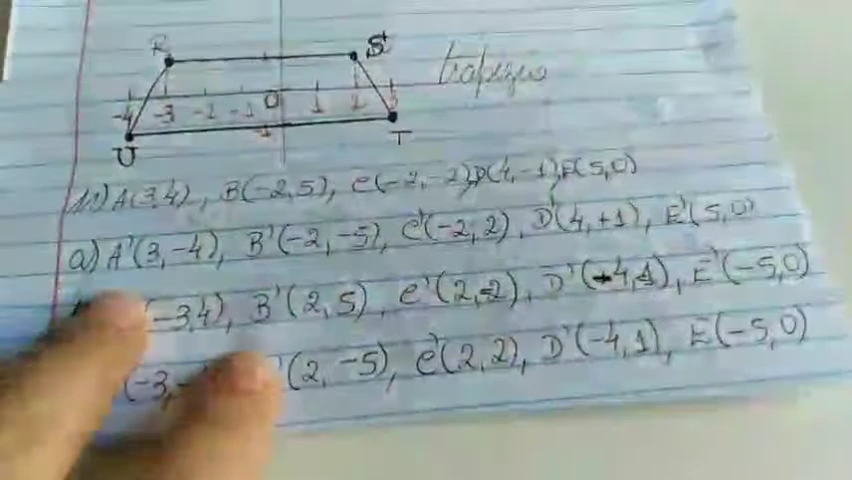 R S
trapezio
-4 -3 -2 -1 0 1 2 3
-1
U T
11) A(3,4), B(-2,5), C(-2,-2), D(4,-1), E(5,0)
a) A'(3,-4), B'(-2,-5), C'(-2,2), D'(4,+1), E'(5,0)
(-3,4), B'(2,5), C'(2,-2), D'(-4,1), E'(-5,0)
(-3,- '(2,-5), C'(2,2), D'(-4,1), E(-5,0)